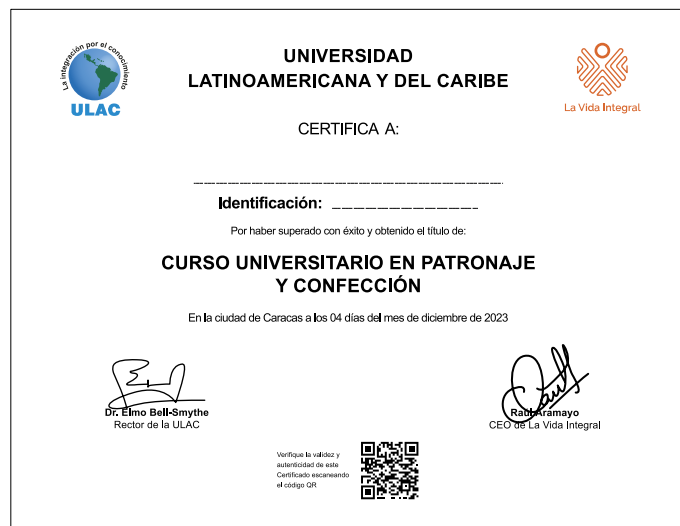 La integración por el conocimiento
ULAC
UNIVERSIDAD
LATINOAMERICANA Y DEL CARIBE
La Vida Integral
CERTIFICA A:
Identificación:
Por haber superado con éxito y obtenido el título de:
CURSO UNIVERSITARIO EN PATRONAJE
Y CONFECCIÓN
En la ciudad de Caracas a los 04 días del mes de diciembre de 2023
Dr. Elmo Bell-Smythe
Rector de la ULAC
Raúl Aramayo
CEO de La Vida Integral
Verifique la validez y
autenticidad de este
Certificado escaneando
el código QR